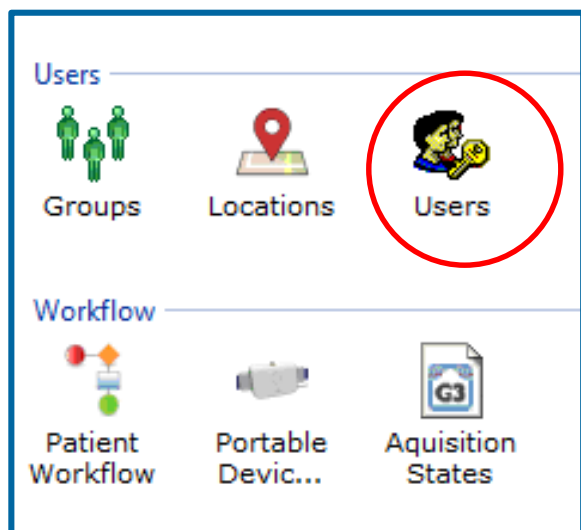 Users
Groups
Locations
Users
Workflow
G3
Patient
Workflow
Portable
Devic...
Aquisition
States